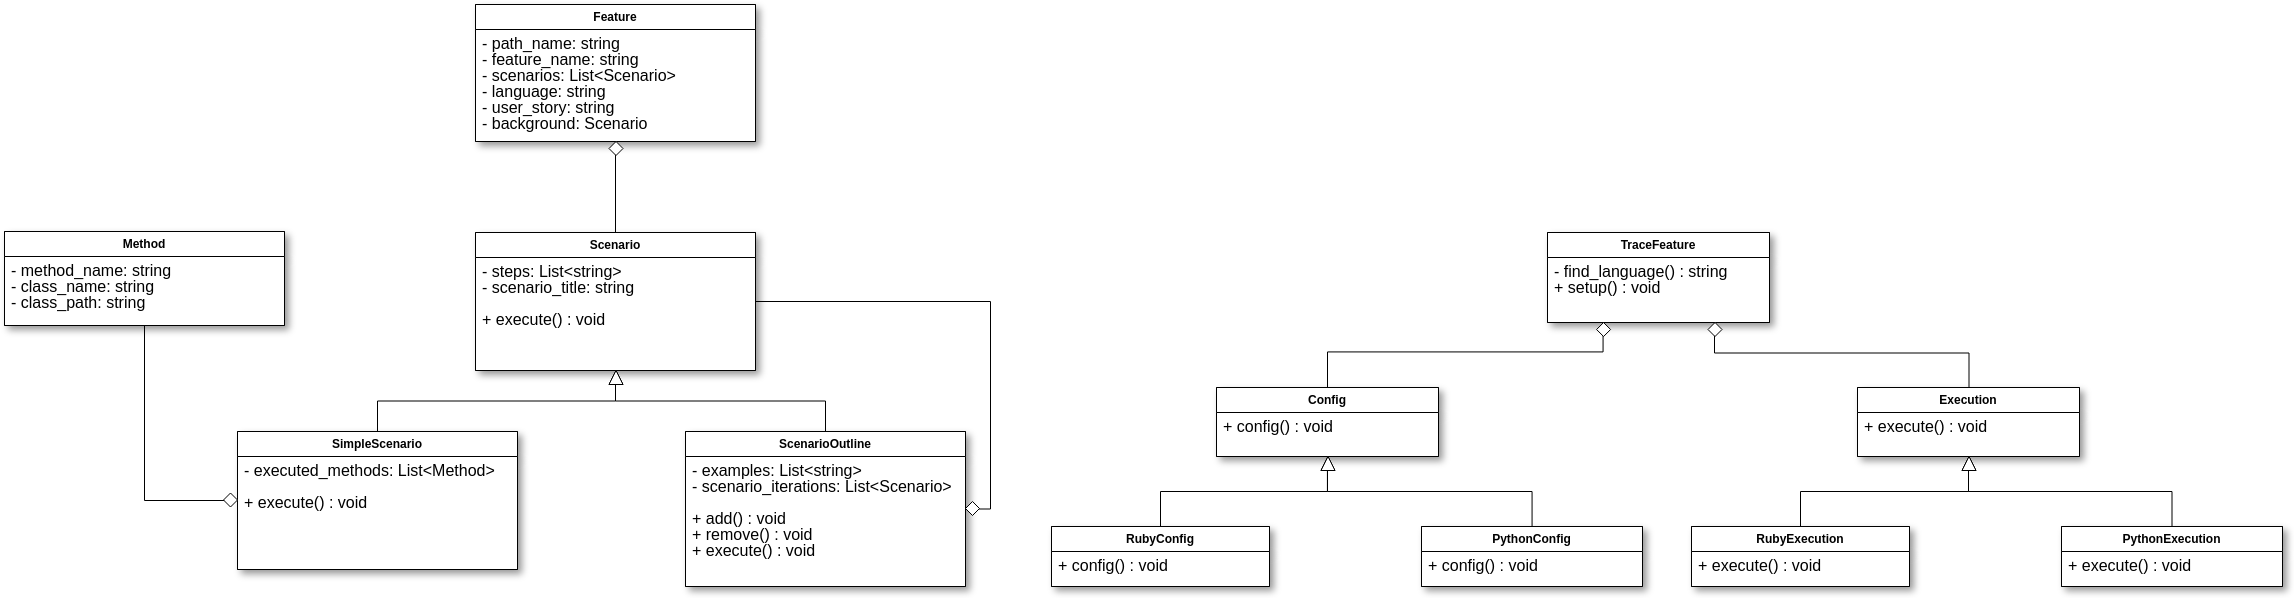 Feature
- path_name: string
- feature_name: string
- scenarios: List<Scenario>
- language: string
- user_story: string
- background: Scenario
Method
- method_name: string
- class_name: string
- class_path: string
Scenario
- steps: List<string>
- scenario_title: string
+ execute() : void
SimpleScenario
- executed_methods: List<Method>
+ execute() : void
ScenarioOutline
- examples: List<string>
- scenario_iterations: List<Scenario>
+ add() : void
+ remove() : void
+ execute() : void
TraceFeature
- find_language() : string
+ setup() : void
Config
+ config() : void
Execution
+ execute() : void
RubyConfig
+ config() : void
PythonConfig
+ config() : void
RubyExecution
+ execute() : void
PythonExecution
+ execute() : void